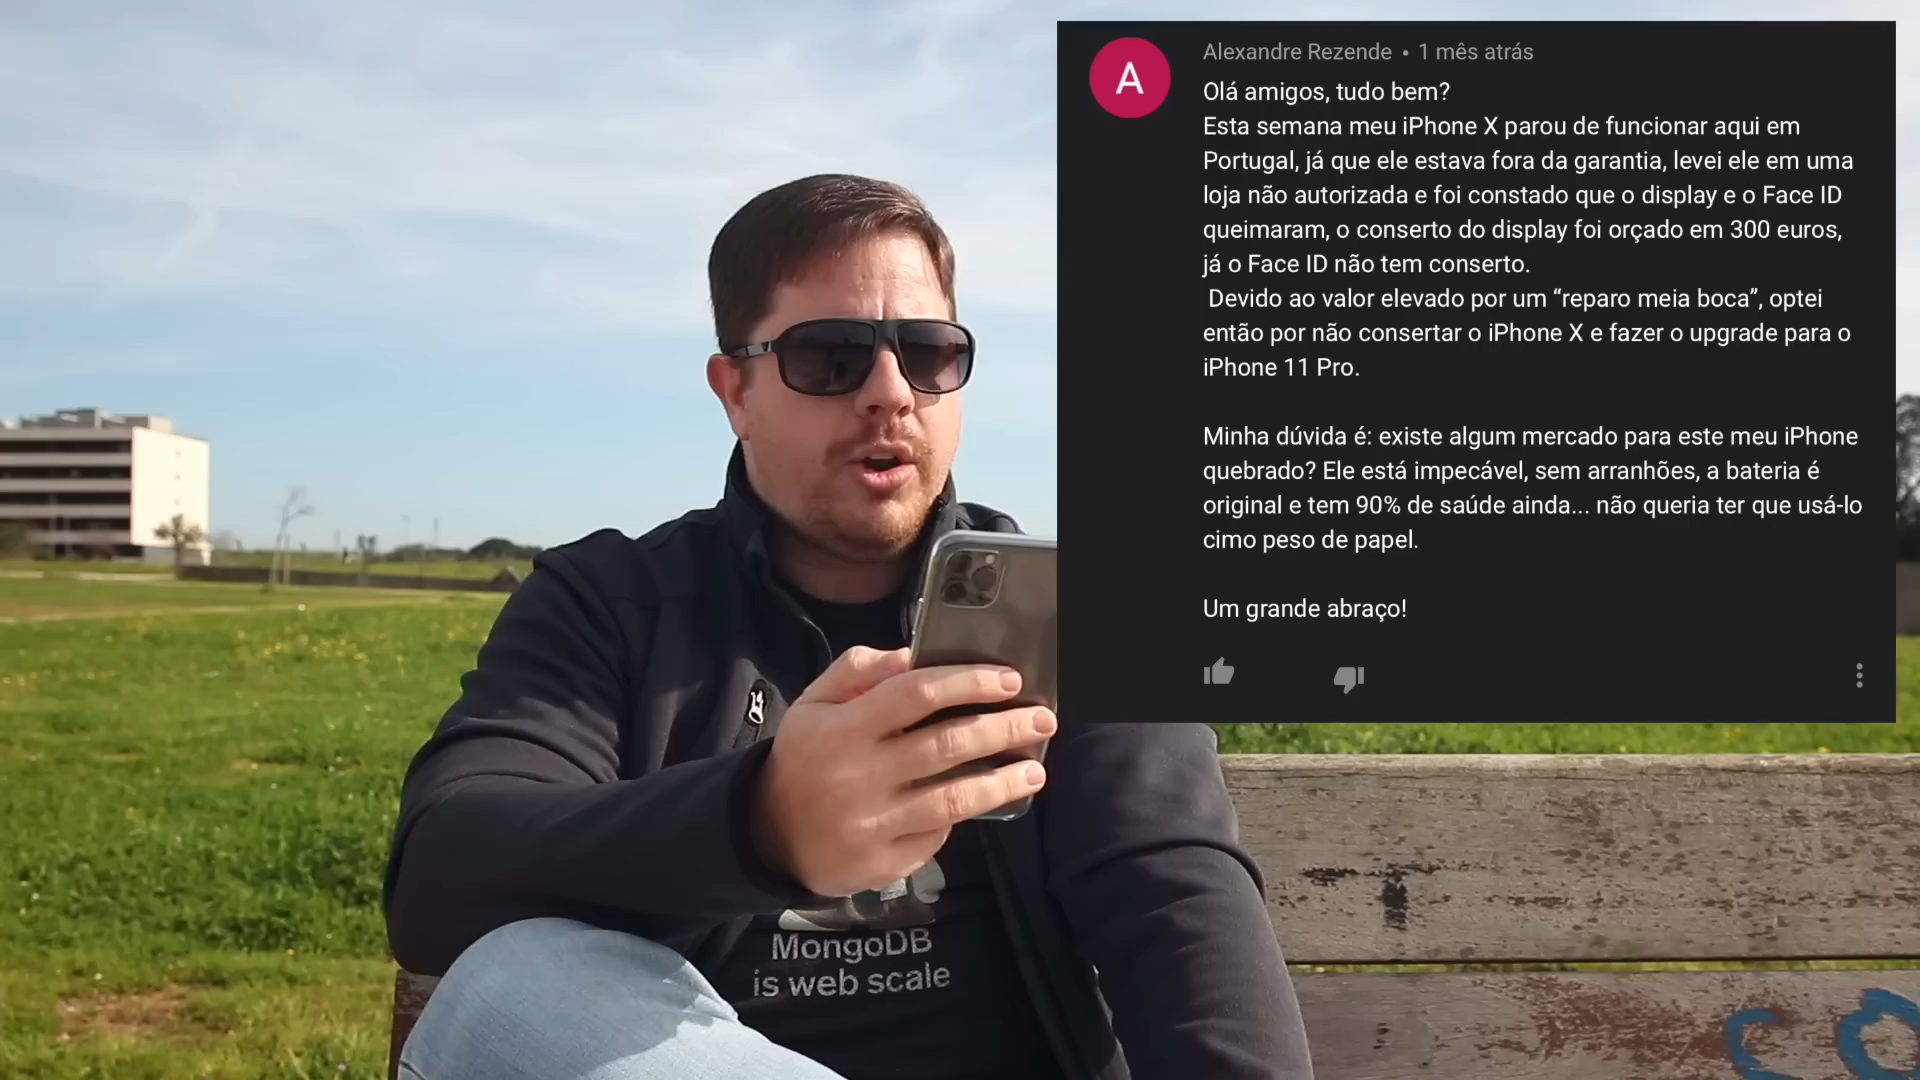 A
Alexandre Rezende • 1 mês atrás
Olá amigos, tudo bem?
Esta semana meu iPhone X parou de funcionar aqui em
Portugal, já que ele estava fora da garantia, levei ele em uma
loja não autorizada e foi constado que o display e o Face ID
queimaram, o conserto do display foi orçado em 300 euros,
já o Face ID não tem conserto.
Devido ao valor elevado por um “reparo meia boca”, optei
então por não consertar o iPhone X e fazer o upgrade para o
iPhone 11 Pro.
Minha dúvida é: existe algum mercado para este meu iPhone
quebrado? Ele está impecável, sem arranhões, a bateria é
original e tem 90% de saúde ainda... não queria ter que usá-lo
cimo peso de papel.
Um grande abraço!
MongoDB
is web scale